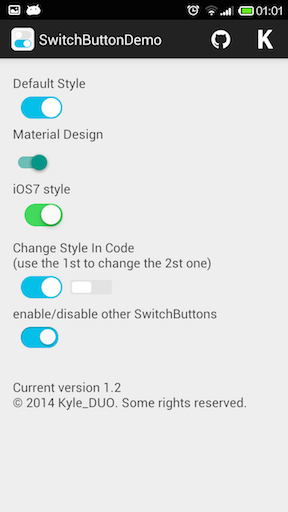 01:01
SwitchButtonDemo K
Default Style
Material Design
iOS7 style
Change Style In Code
(use the 1st to change the 2st one)
enable/disable other SwitchButtons
Current version 1.2
© 2014 Kyle_DUO. Some rights reserved.